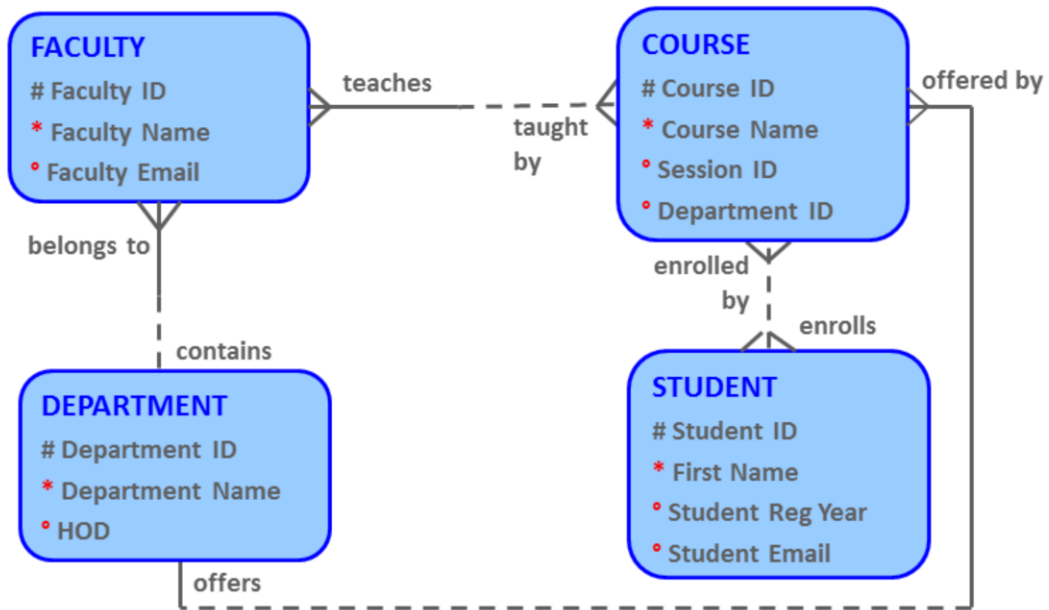 FACULTY
# Faculty ID
* Faculty Name
° Faculty Email
teaches
taught
by
COURSE
# Course ID
* Course Name
° Session ID
° Department ID
offered by
belongs to
contains
enrolled
by
enrolls
DEPARTMENT
# Department ID
* Department Name
° HOD
offers
STUDENT
# Student ID
* First Name
° Student Reg Year
° Student Email